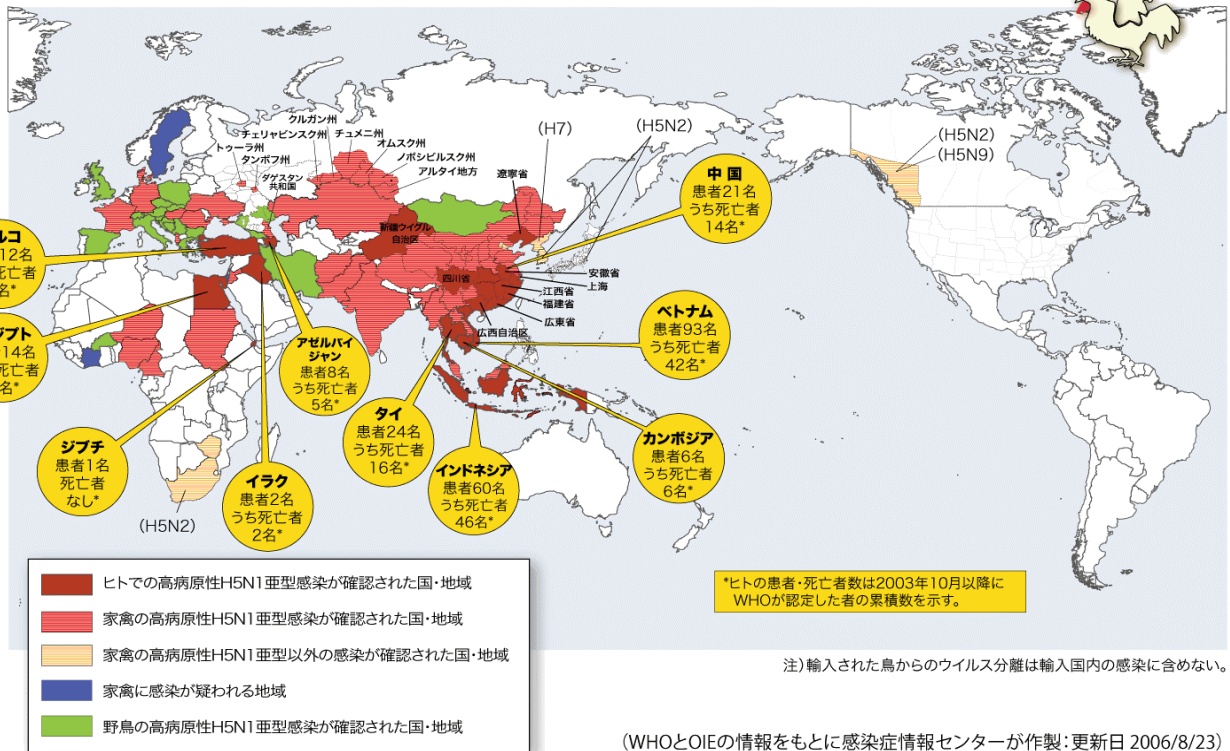 クルガン州
チェリャビンスク州
チュメニ州
トゥーラ州
オムスク州
タンボフ州
ノボシビルスク州
アルタイ地方
ダゲスタン
共和国
(H7)
(H5N2)
(H5N2)
(H5N9)
遼寧省
中国
患者21名
うち死亡者
14名*
新疆ウイグル
自治区
四川省
安徽省
上海
江西省
福建省
広東省
広西自治区
ルコ
12名
死亡者
名*
ジプト
14名
死亡者
名*
アゼルバイ
ジャン
患者8名
うち死亡者
5名*
ベトナム
患者93名
うち死亡者
42名*
タイ
患者24名
うち死亡者
16名*
カンボジア
患者6名
うち死亡者
6名*
ジブチ
患者1名
死亡者
なし*
イラク
患者2名
うち死亡者
2名*
インドネシア
患者60名
うち死亡者
46名*
(H5N2)
ヒトでの高病原性H5N1亜型感染が確認された国・地域
家禽の高病原性H5N1亜型感染が確認された国・地域
家禽の高病原性H5N1亜型以外の感染が確認された国・地域
家禽に感染が疑われる地域
野鳥の高病原性H5N1亜型感染が確認された国・地域
*ヒトの患者・死亡者数は2003年10月以降に
WHOが認定した者の累積数を示す。
注)輸入された鳥からのウイルス分離は輸入国内の感染に含めない。
(WHOとOIEの情報をもとに感染症情報センターが作製:更新日 2006/8/23)